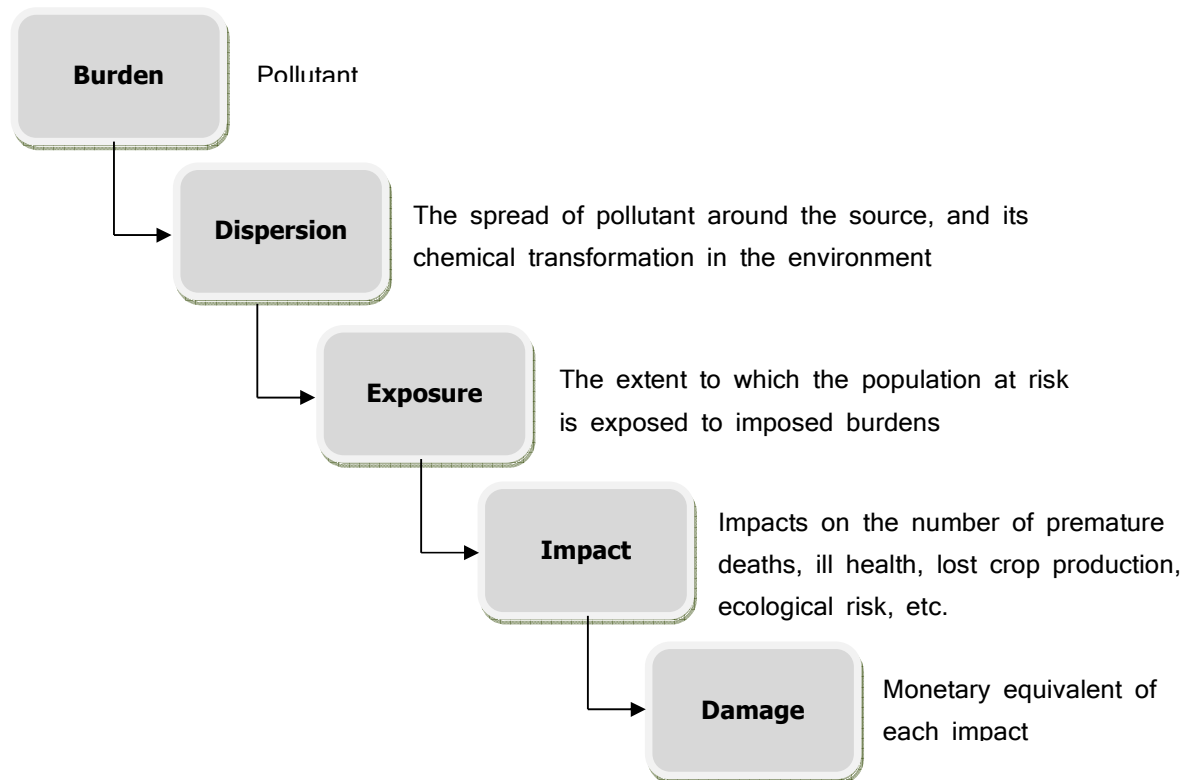 Burden
Pollutant
Dispersion
The spread of pollutant around the source, and its
chemical transformation in the environment
Exposure
The extent to which the population at risk
is exposed to imposed burdens
Impact
Impacts on the number of premature
deaths, ill health, lost crop production,
ecological risk, etc.
Damage
Monetary equivalent of
each impact